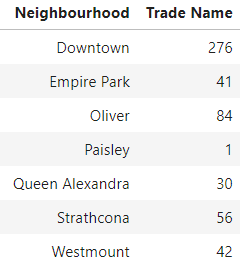 Neighbourhood Trade Name
Downtown 276
Empire Park 41
Oliver 84
Paisley 1
Queen Alexandra 30
Strathcona 56
Westmount 42